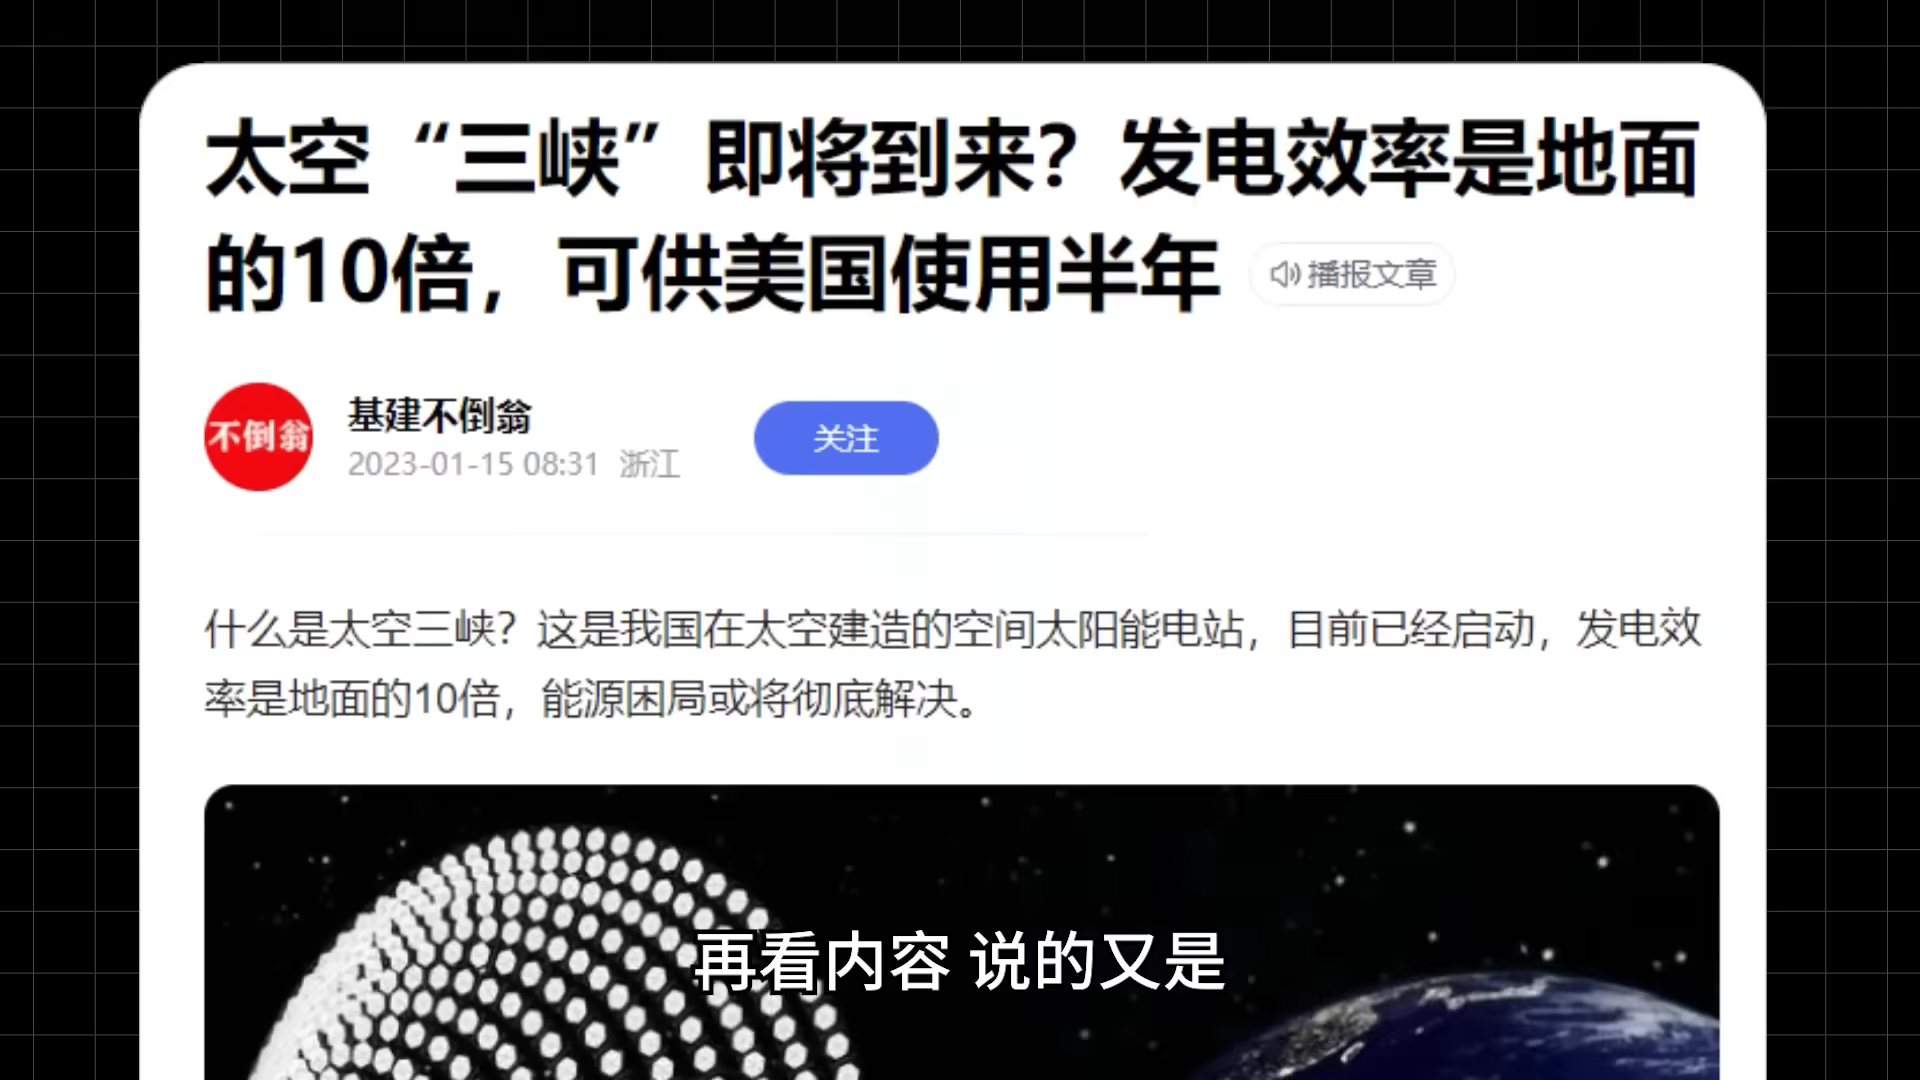 太空“三峡”即将到来？发电效率是地面
的10倍，可供美国使用半年 播报文章
不倒翁
基建不倒翁
2023-01-15 08:31 浙江
关注
什么是太空三峡？这是我国在太空建造的空间太阳能电站，目前已经启动，发电效
率是地面的10倍，能源困局或将彻底解决。
再看内容 说的又是